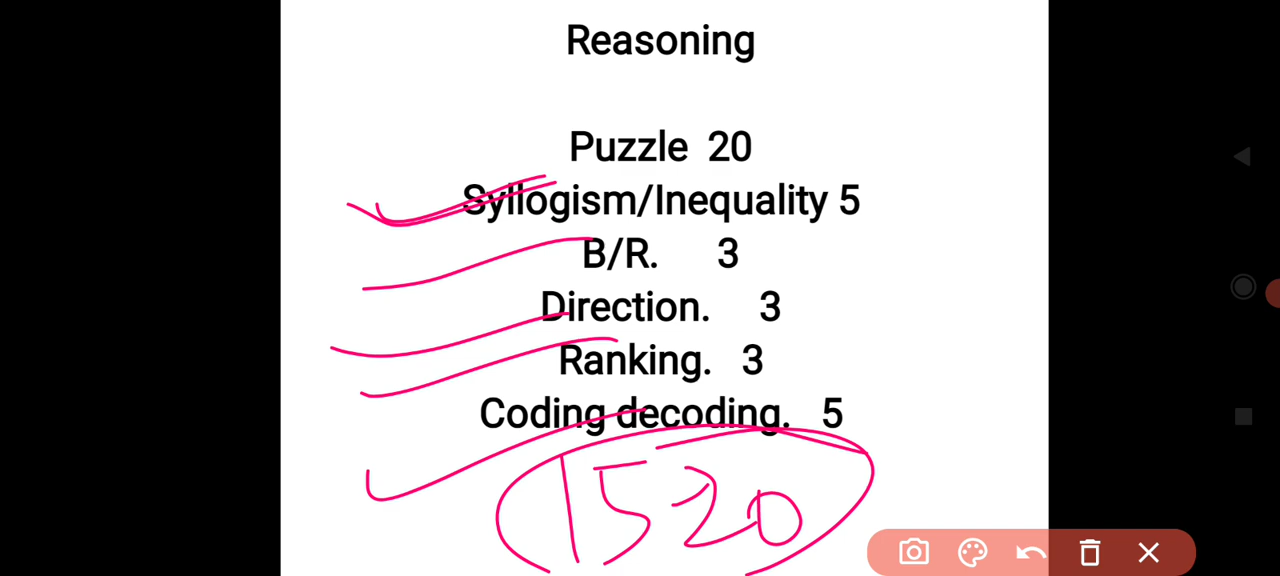 Reasoning
Puzzle 20
Syllogism/Inequality 5
B/R. 3
Direction. 3
Ranking. 3
Coding decoding. 5
15 20